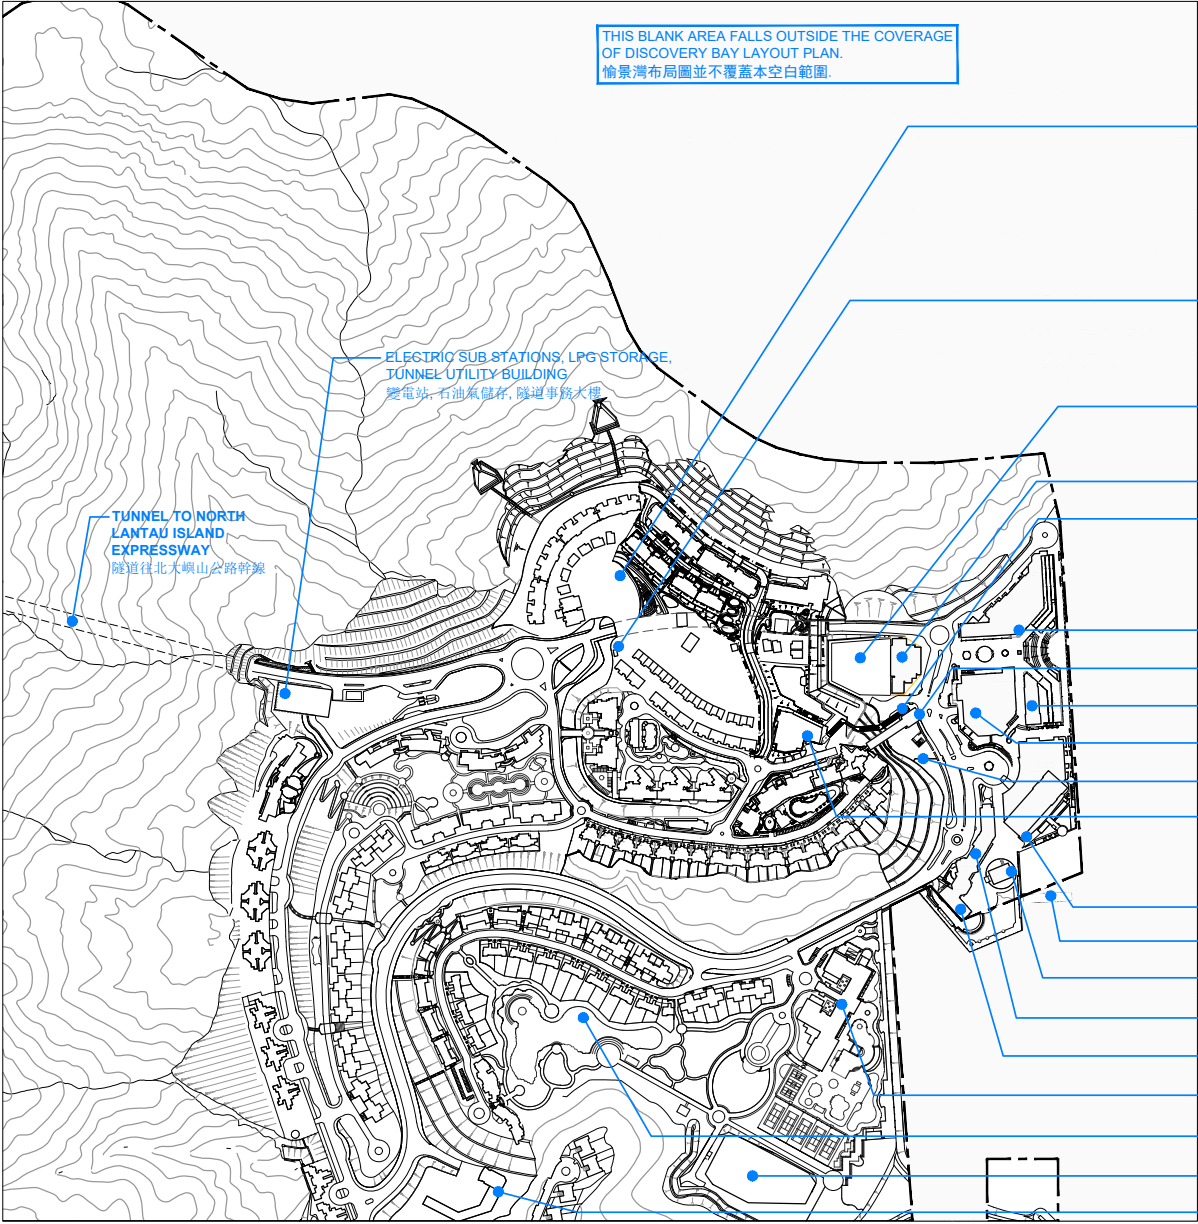 THIS BLANK AREA FALLS OUTSIDE THE COVERAGE
OF DISCOVERY BAY LAYOUT PLAN.
愉景灣布局圖並不覆蓋本空白範圍.
ELECTRIC SUB STATIONS, LPG STORAGE,
TUNNEL UTILITY BUILDING
變電站, 石油氣儲存, 隧道事務大樓
TUNNEL TO NORTH
LANTAU ISLAND
EXPRESSWAY
隧道往北大嶼山公路幹線